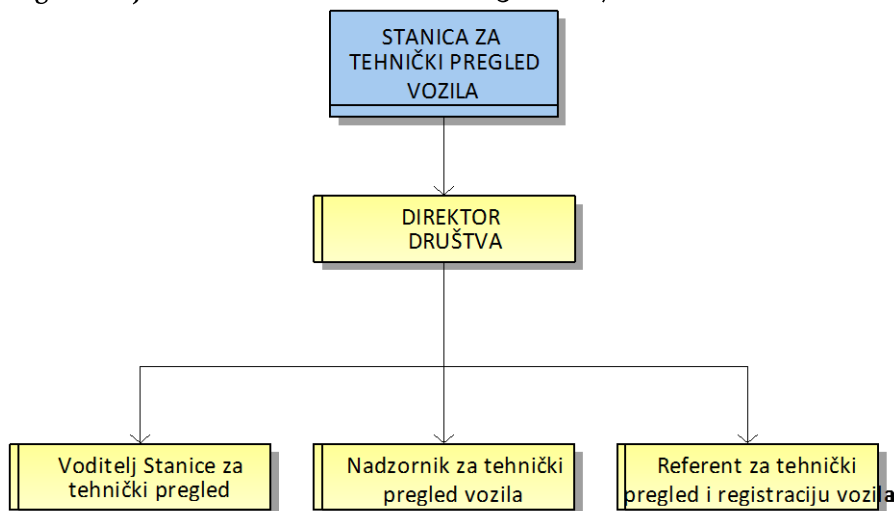 STANICA ZA
TEHNIČKI PREGLED
VOZILA
DIREKTOR
DRUŠTVA
Voditelj Stanice za
tehnički pregled
Nadzornik za tehnički
pregled vozila
Referent za tehnički
pregled i registraciju vozila